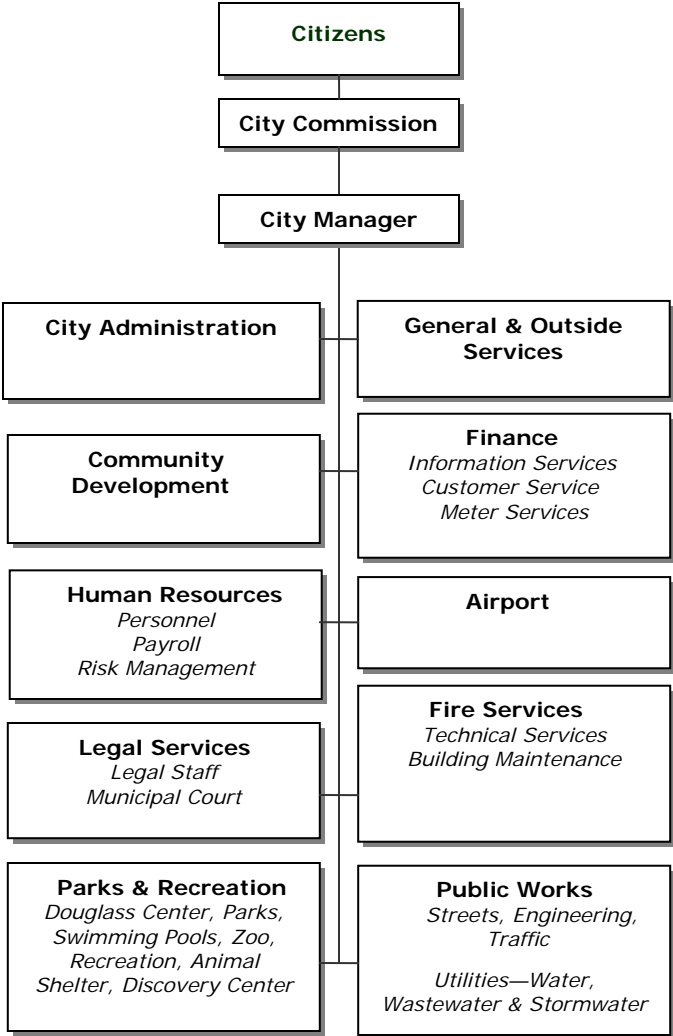 Citizens
City Commission
City Manager
City Administration
General & Outside
Services
Community
Development
Finance
Information Services
Customer Service
Meter Services
Human Resources
Personnel
Payroll
Risk Management
Airport
Legal Services
Legal Staff
Municipal Court
Fire Services
Technical Services
Building Maintenance
Parks & Recreation
Douglass Center, Parks,
Swimming Pools, Zoo,
Recreation, Animal
Shelter, Discovery Center
Public Works
Streets, Engineering,
Traffic
Utilities—Water,
Wastewater & Stormwater